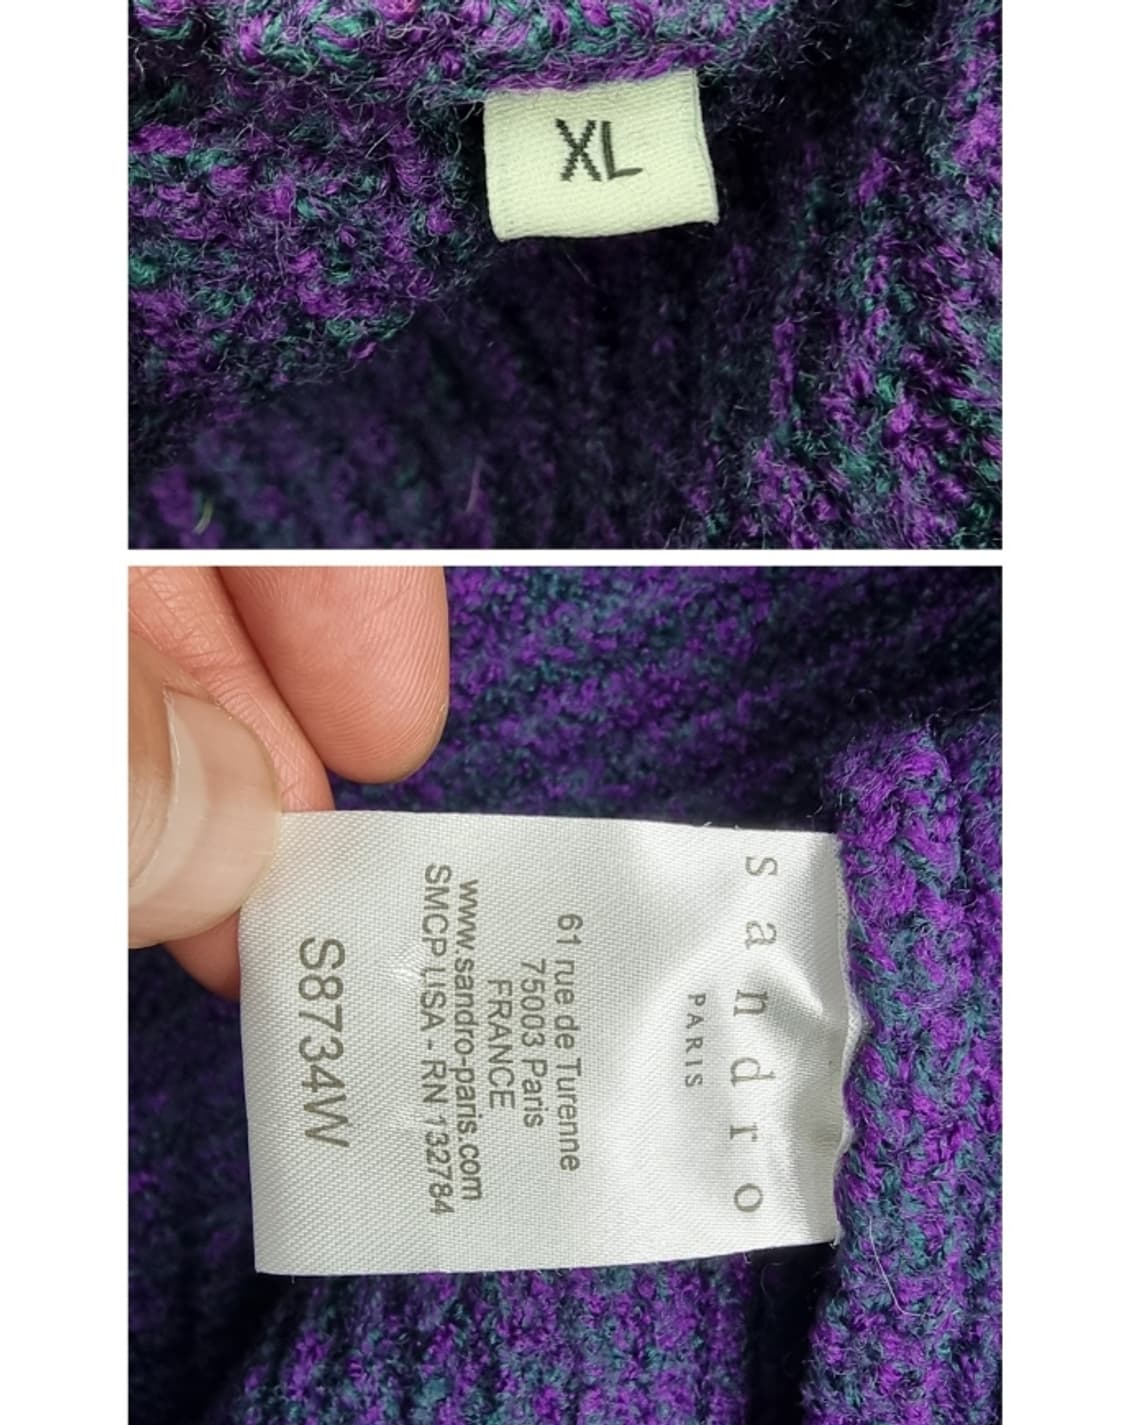 XL
sandro
PARIS
61 rue de Turenne
75003 Paris
FRANCE
www.sandro-paris.com
SMCP USA - RN 132784
S8734W